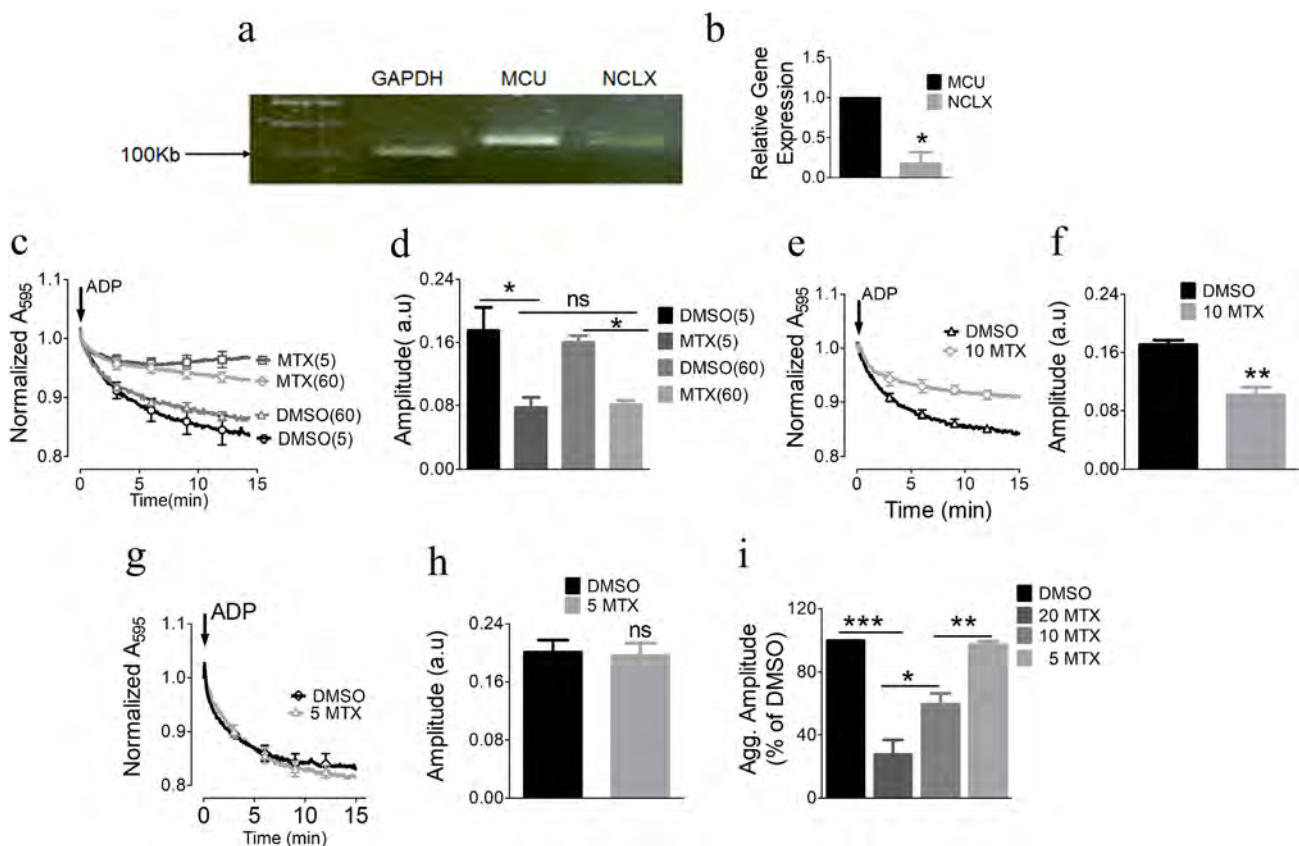 a
GAPDH MCU NCLX
100Kb
b
Relative Gene
Expression
1.5
1.0
0.5
0.0
MCU
NCLX
*
c
Normalized A595
1.1
1.0
0.9
0.8
ADP
MTX(5)
MTX(60)
DMSO(60)
DMSO(5)
0 5 10 15
Time(min)
d
Amplitude( a.u)
0.24
0.16
0.08
0.00
*
ns
*
DMSO(5)
MTX(5)
DMSO(60)
MTX(60)
e
Normalized A595
1.1
1.0
0.9
0.8
ADP
DMSO
10 MTX
0 5 10 15
Time (min)
f
DMSO
10 MTX
Amplitude (a.u)
0.24
0.16
0.08
0.00
**
g
Normalized A595
1.1
1.0
0.9
0.8
ADP
DMSO
5 MTX
0 5 10 15
Time (min)
h
DMSO
5 MTX
Amplitude (a.u)
0.24
0.16
0.08
0.00
ns
i
Agg. Amplitude
(% of DMSO)
120
80
40
0
***
*
**
DMSO
20 MTX
10 MTX
5 MTX